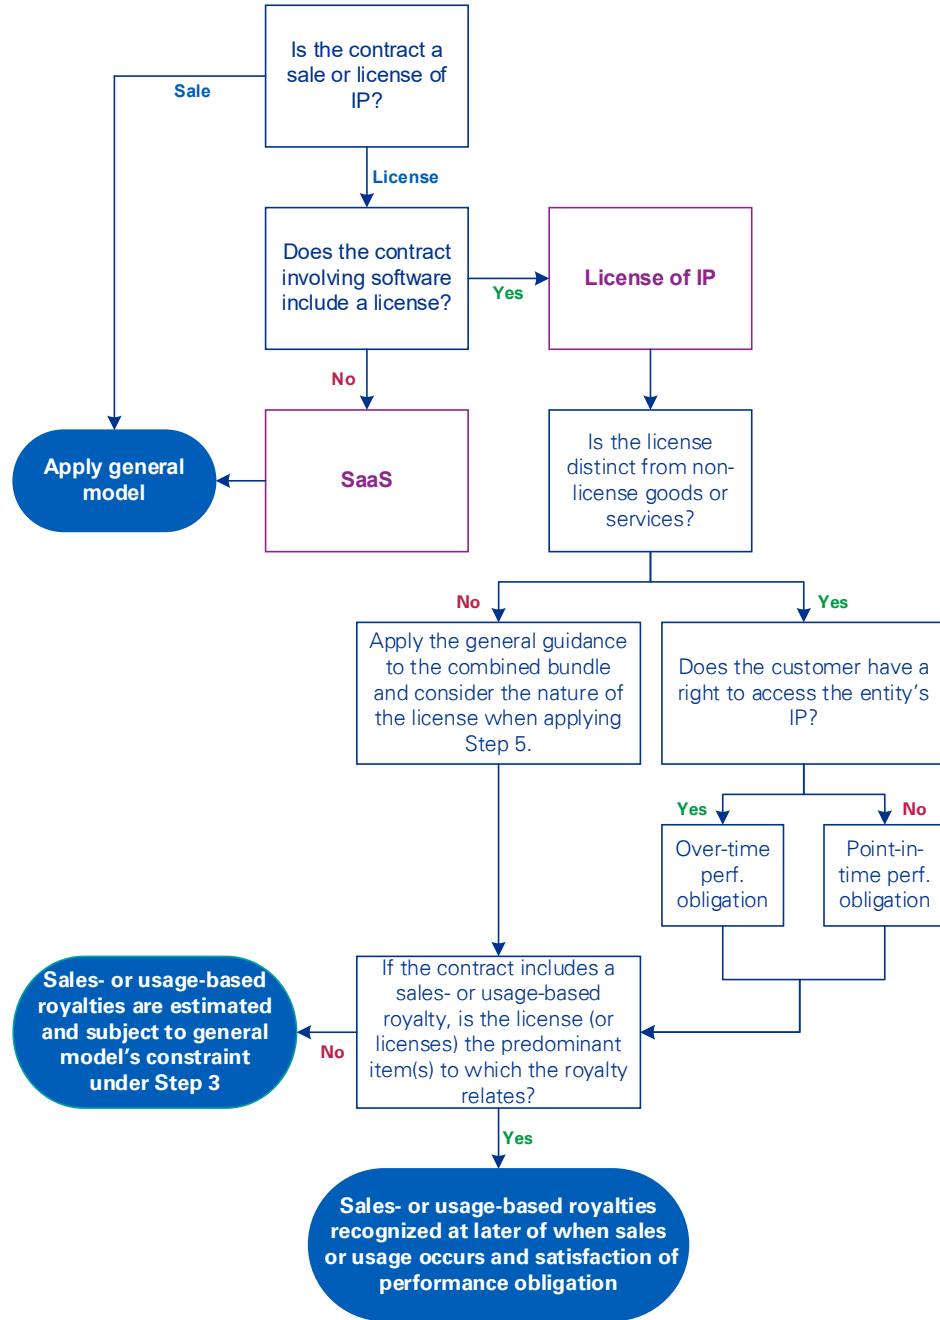 Is the contract a
sale or license of
IP?
Sale
License
Does the contract
involving software
include a license?
Yes
License of IP
No
Apply general
model
SaaS
Is the license
distinct from non-
license goods or
services?
No
Yes
Apply the general guidance
to the combined bundle
and consider the nature of
the license when applying
Step 5.
Does the customer have a
right to access the entity's
IP?
Yes
No
Over-time
perf.
obligation
Point-in-
time perf.
obligation
If the contract includes a
sales- or usage-based
royalty, is the license (or
licenses) the predominant
item(s) to which the royalty
relates?
No
Sales- or usage-based
royalties are estimated
and subject to general
model's constraint
under Step 3
Yes
Sales- or usage-based royalties
recognized at later of when sales
or usage occurs and satisfaction of
performance obligation